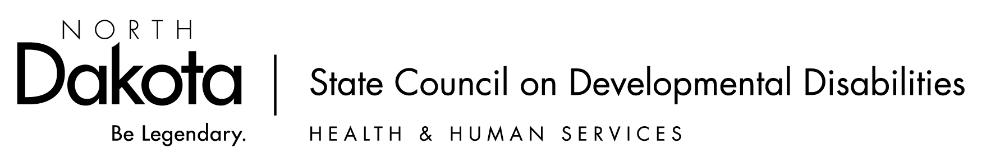 NORTH
Dakota
Be Legendary.
State Council on Developmental Disabilities
HEALTH & HUMAN SERVICES